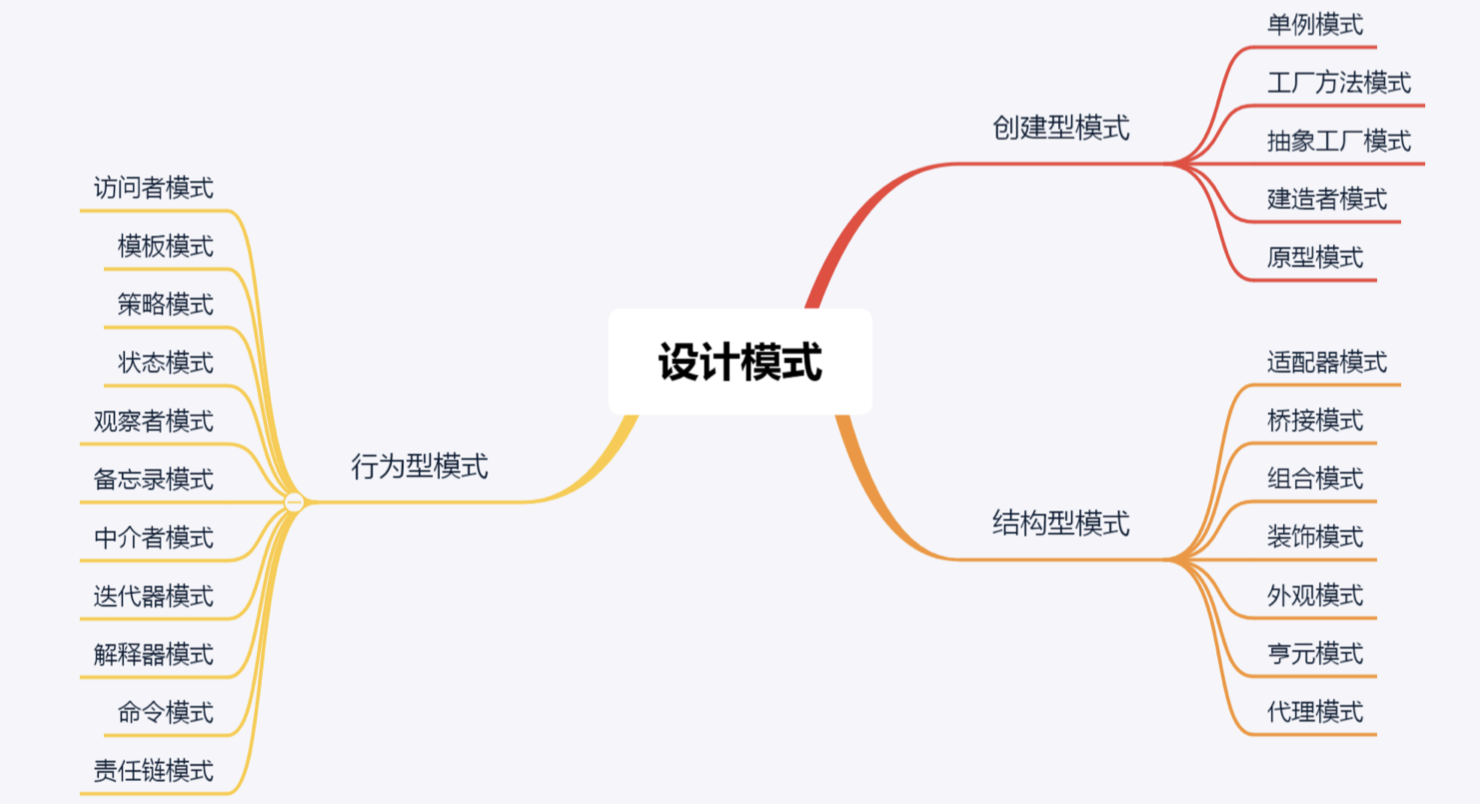 设计模式
创建型模式
单例模式
工厂方法模式
抽象工厂模式
建造者模式
原型模式
结构型模式
适配器模式
桥接模式
组合模式
装饰模式
外观模式
亨元模式
代理模式
行为型模式
访问者模式
模板模式
策略模式
状态模式
观察者模式
备忘录模式
中介者模式
迭代器模式
解释器模式
命令模式
责任链模式